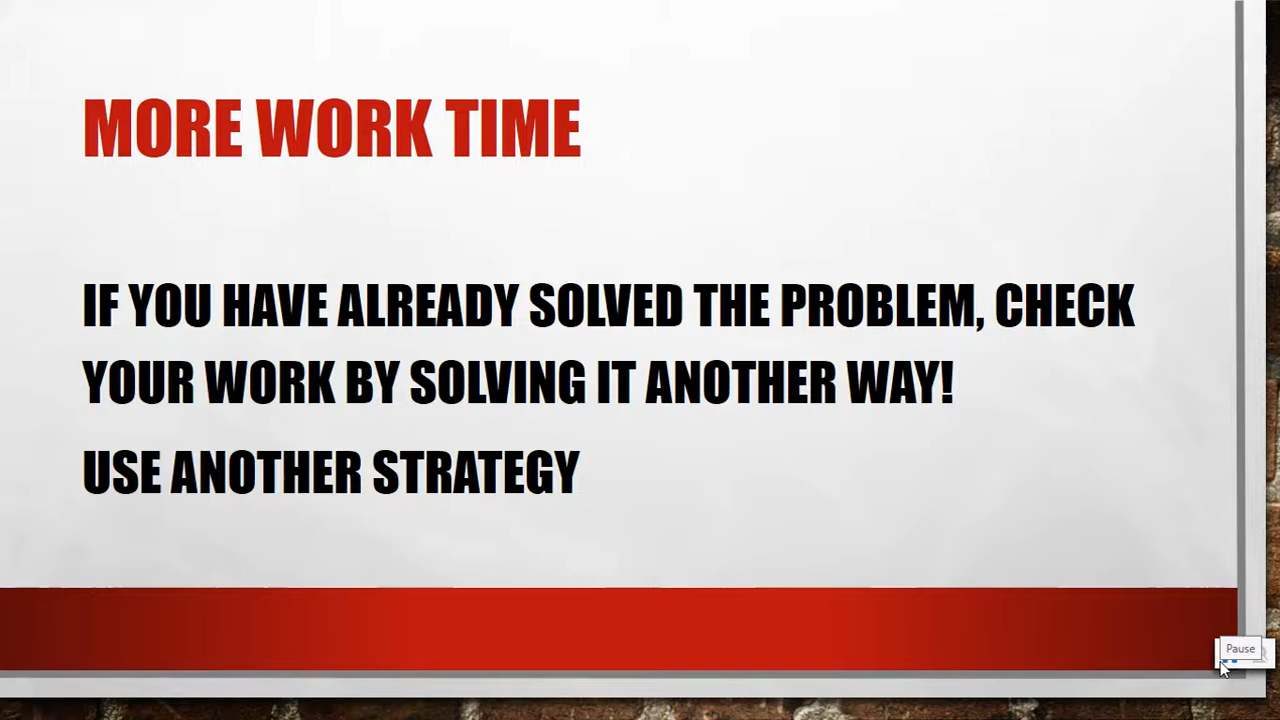 MORE WORK TIME
IF YOU HAVE ALREADY SOLVED THE PROBLEM, CHECK
YOUR WORK BY SOLVING IT ANOTHER WAY!
USE ANOTHER STRATEGY
Pause